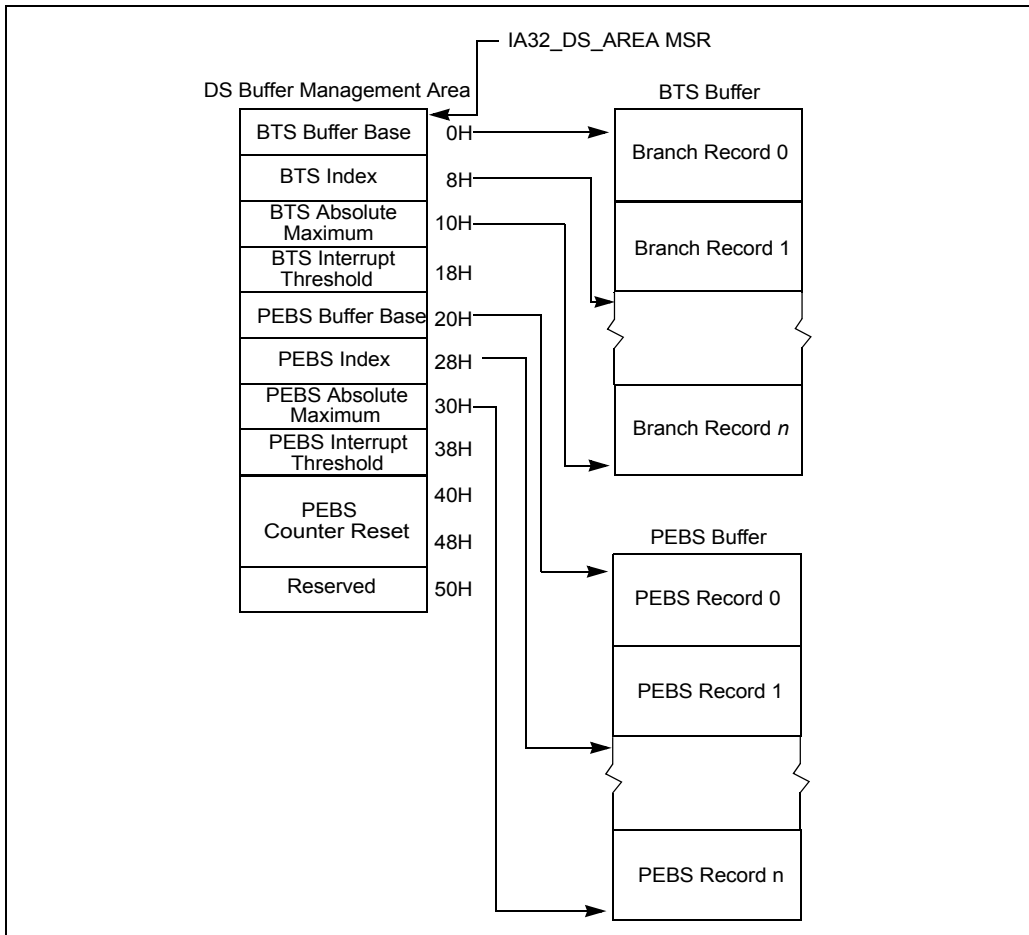 IA32_DS_AREA MSR
DS Buffer Management Area
BTS Buffer Base 0H
BTS Index 8H
BTS Absolute
Maximum 10H
BTS Interrupt
Threshold 18H
PEBS Buffer Base 20H
PEBS Index 28H
PEBS Absolute
Maximum 30H
PEBS Interrupt
Threshold 38H
40H
PEBS
Counter Reset
48H
Reserved 50H
BTS Buffer
Branch Record 0
Branch Record 1
Branch Record n
PEBS Buffer
PEBS Record 0
PEBS Record 1
PEBS Record n